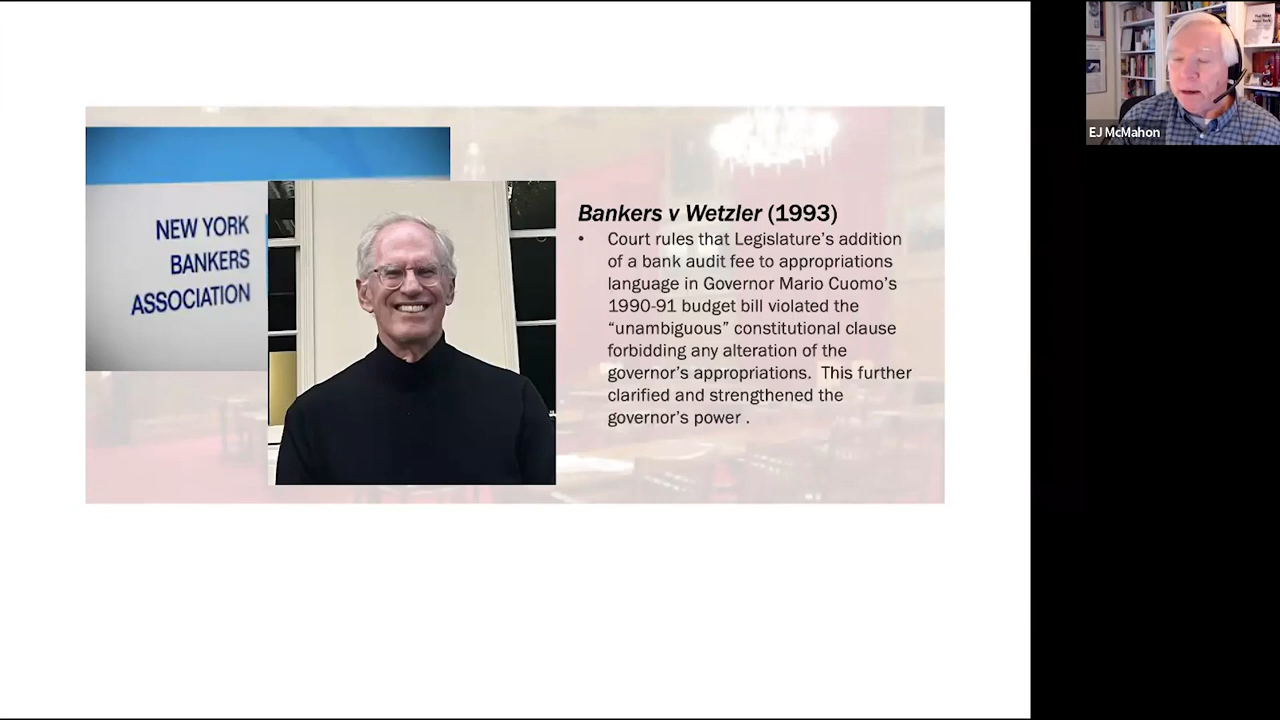 NEW YORK
BANKERS
ASSOCIATION
Bankers v Wetzler (1993)
• Court rules that Legislature’s addition
of a bank audit fee to appropriations
language in Governor Mario Cuomo’s
1990-91 budget bill violated the
“unambiguous” constitutional clause
forbidding any alteration of the
governor’s appropriations. This further
clarified and strengthened the
governor’s power .
EJ McMahon